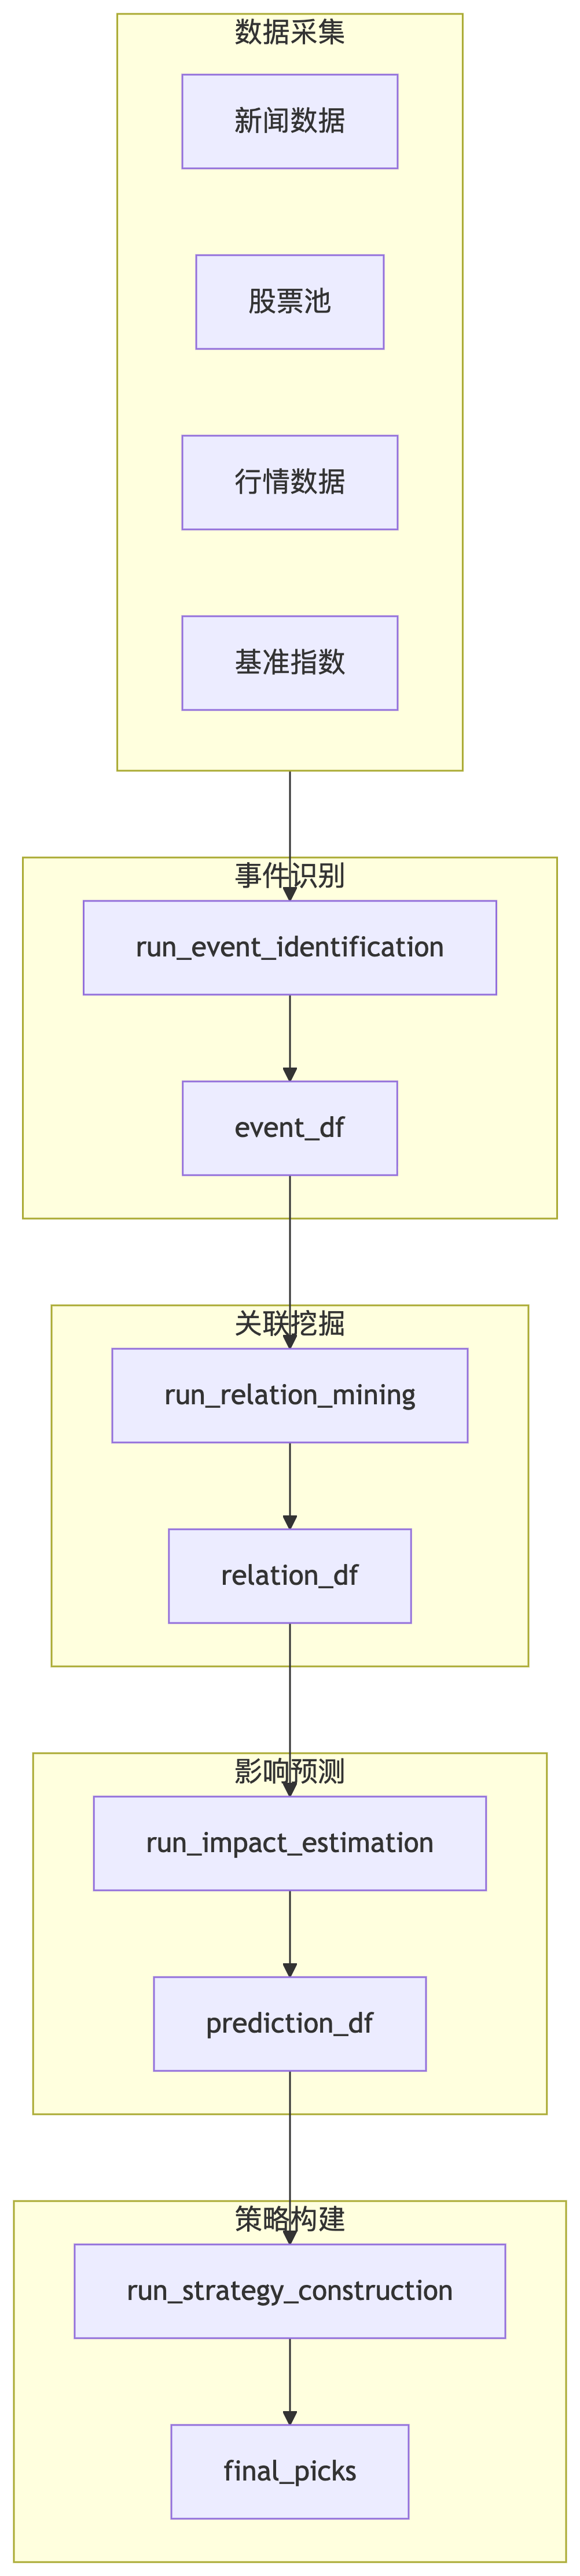 数据采集
新闻数据
股票池
行情数据
基准指数
事件识别
run_event_identification
event_df
关联挖掘
run_relation_mining
relation_df
影响预测
run_impact_estimation
prediction_df
策略构建
run_strategy_construction
final_picks